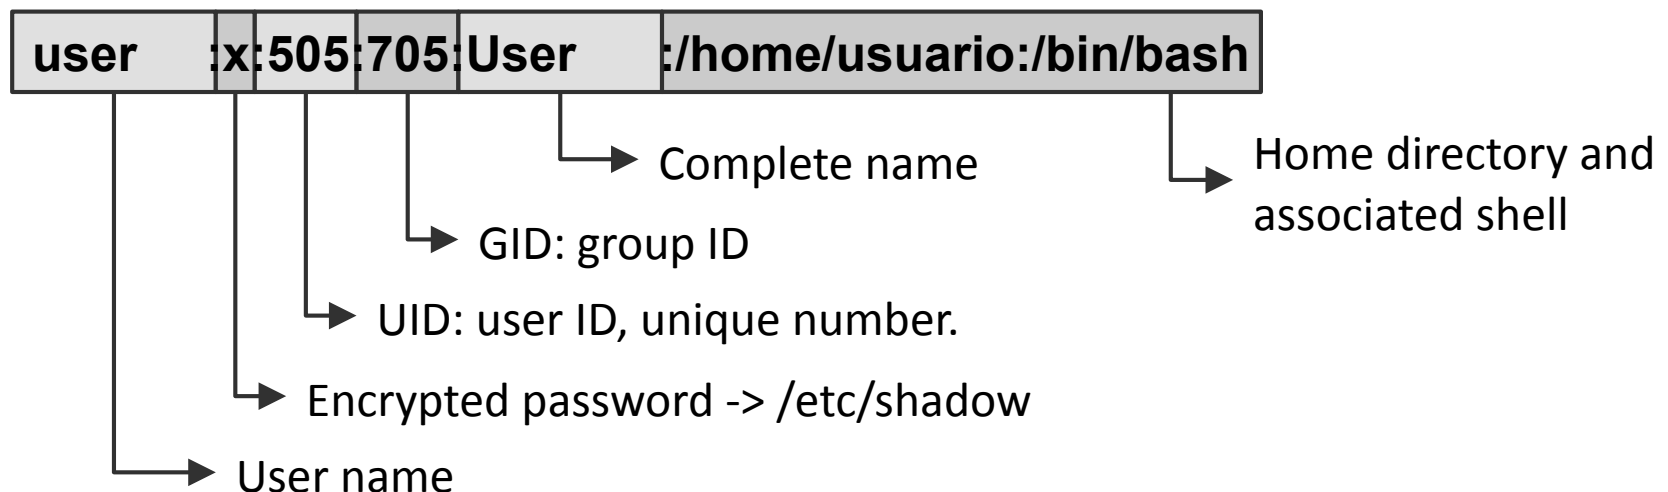 user :x:505:705:User :/home/usuario:/bin/bash
Complete name
Home directory and
associated shell
GID: group ID
UID: user ID, unique number.
Encrypted password -> /etc/shadow
User name